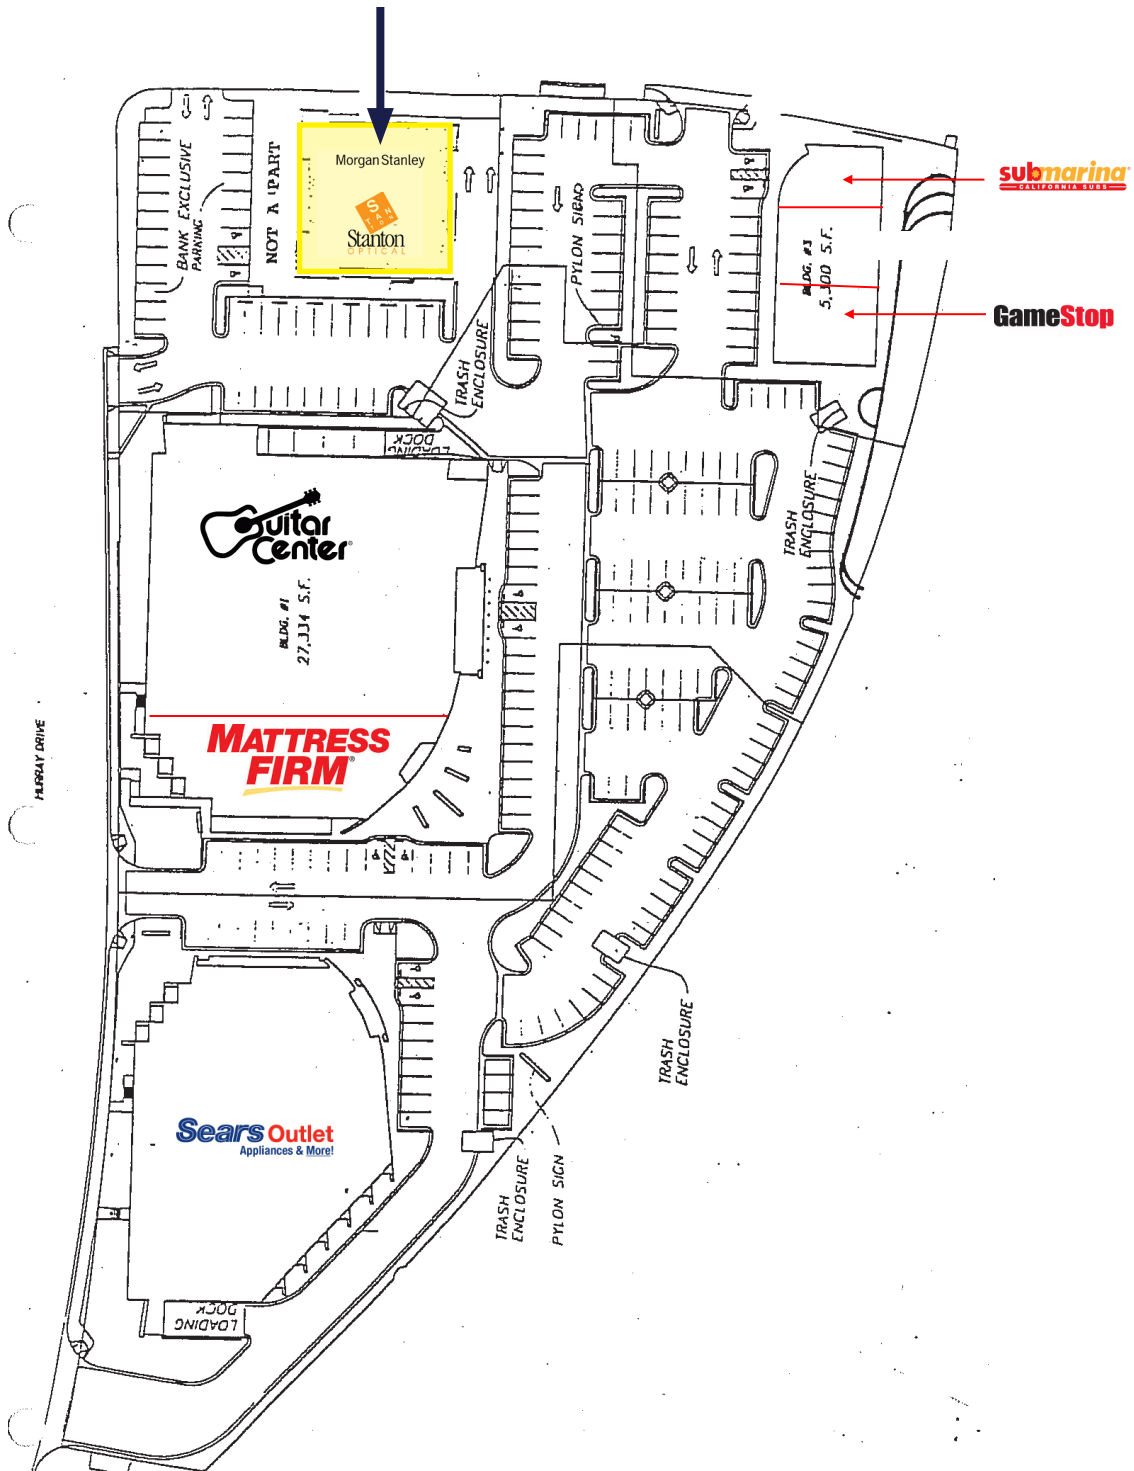 Morgan Stanley
STANTON
Stanton
OPTICAL
BANK EXCLUSIVE
PARKING
NOT A PART
PYLON SIGN
submarina
CALIFORNIA SUBS
BLDG. #3
5,300 S.F.
GameStop
TRASH
ENCLOSURE
LOADING
DOCK
Guitar
Center
BLDG. #1
27,334 S.F.
TRASH
ENCLOSURE
MATTRESS
FIRM
MURRAY DRIVE
TRASH
ENCLOSURE
Sears Outlet
Appliances & More!
TRASH
ENCLOSURE
PYLON SIGN
LOADING
DOCK